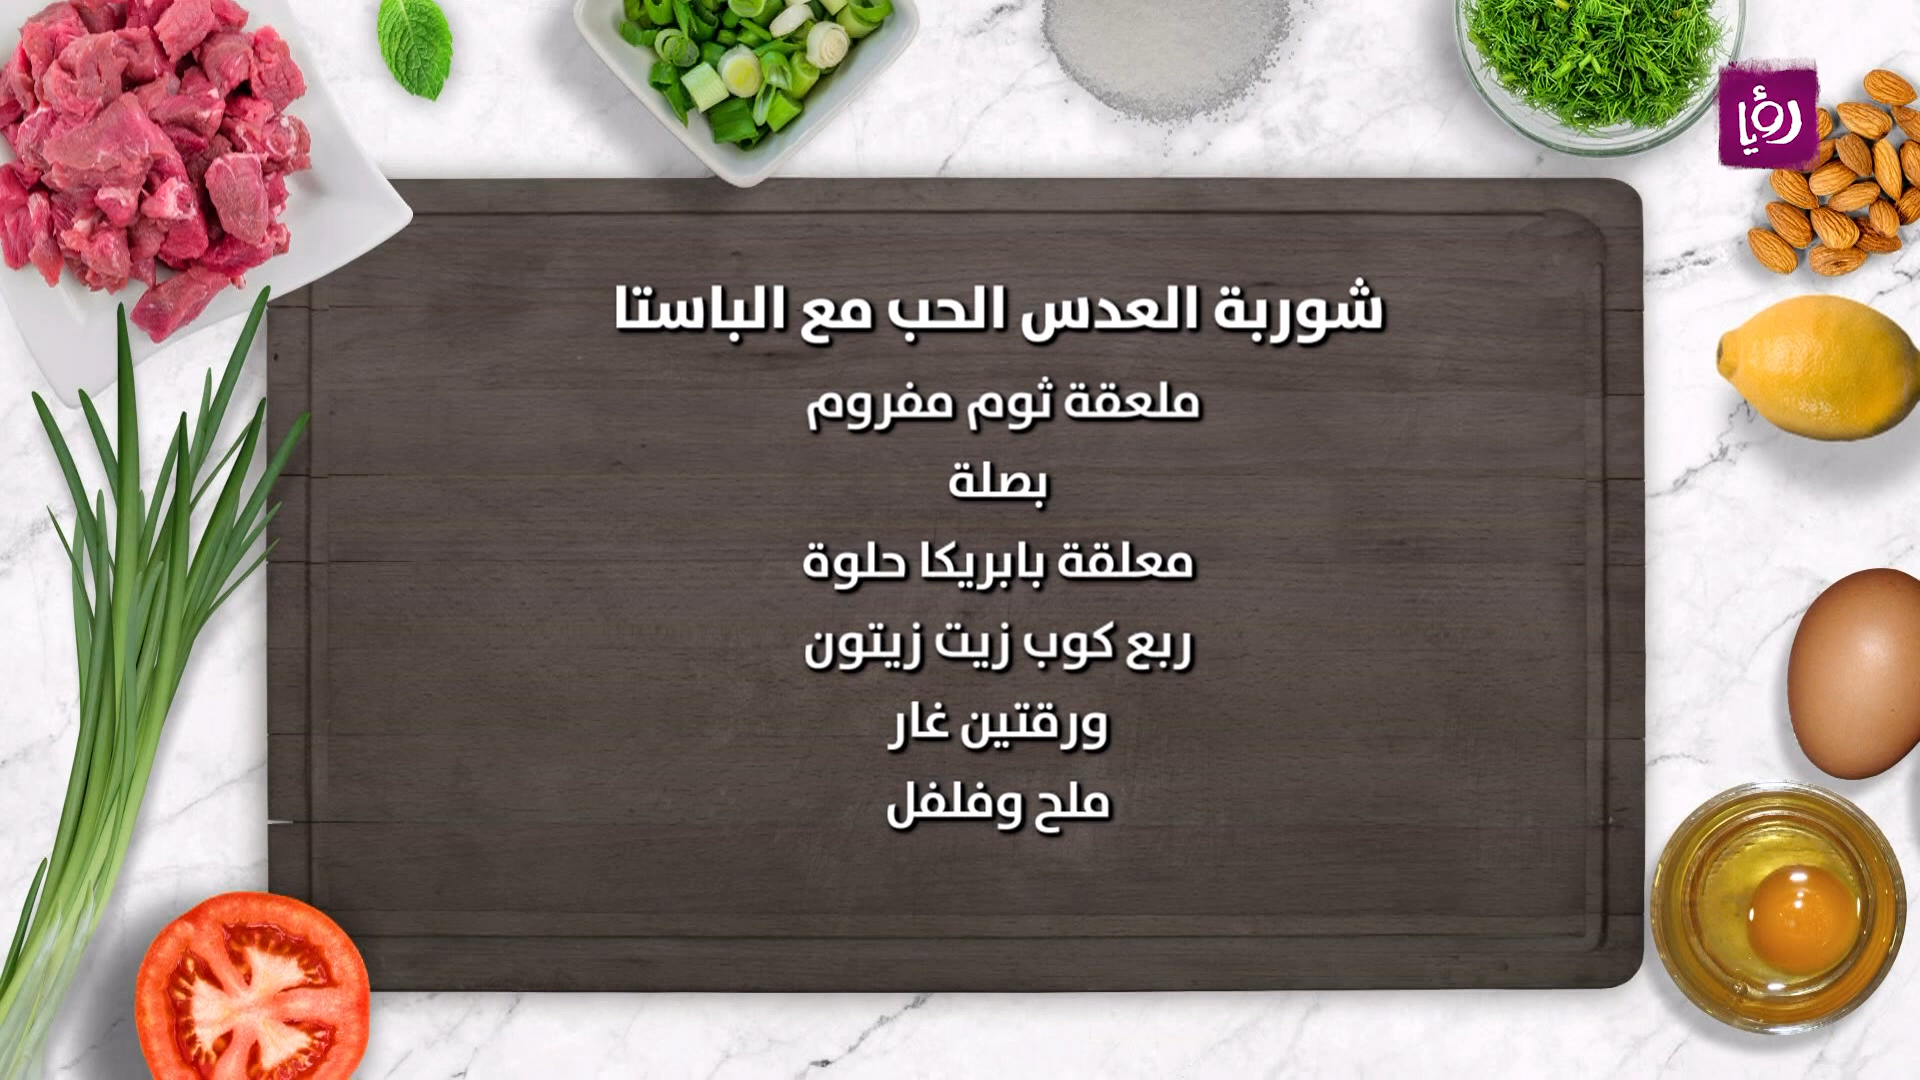 رؤيا
شوربة العدس الحب مع الباستا
ملعقة ثوم مفروم
بصلة
معلقة بابريكا حلوة
ربع كوب زيت زيتون
ورقتين غار
ملح وفلفل